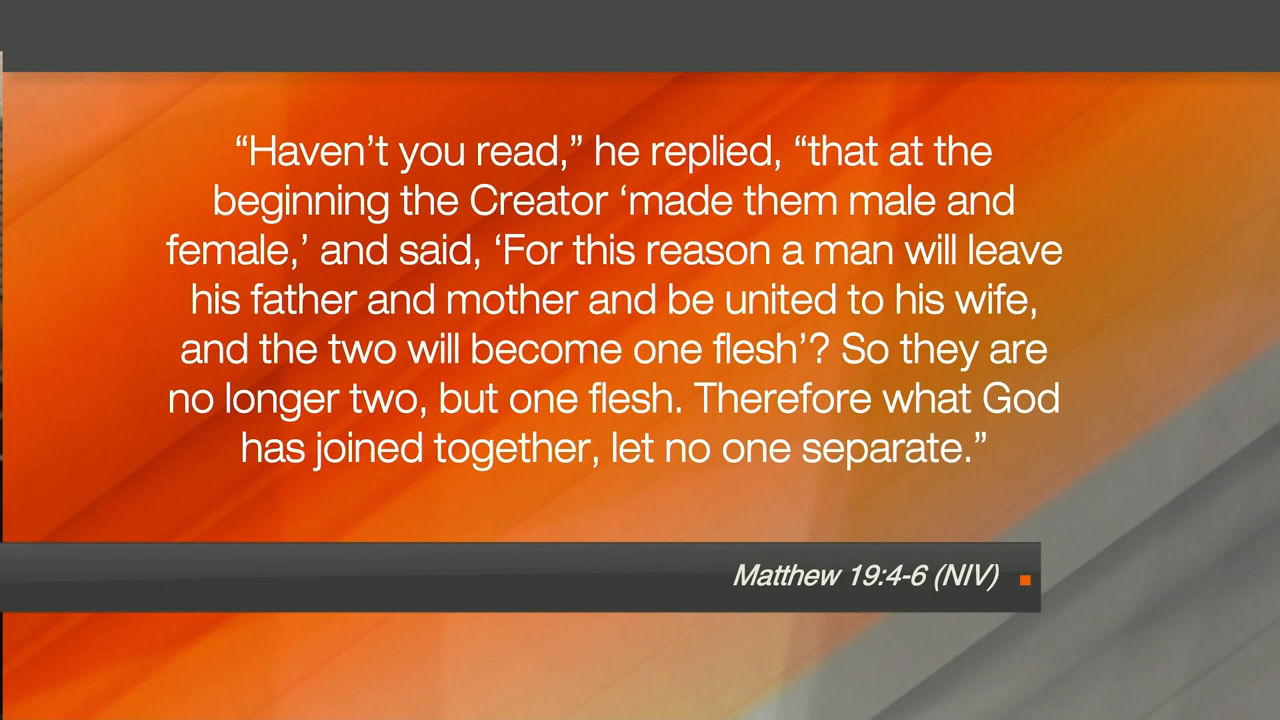 “Haven’t you read,” he replied, “that at the
beginning the Creator ‘made them male and
female,’ and said, ‘For this reason a man will leave
his father and mother and be united to his wife,
and the two will become one flesh’? So they are
no longer two, but one flesh. Therefore what God
has joined together, let no one separate.”
Matthew 19:4-6 (NIV)